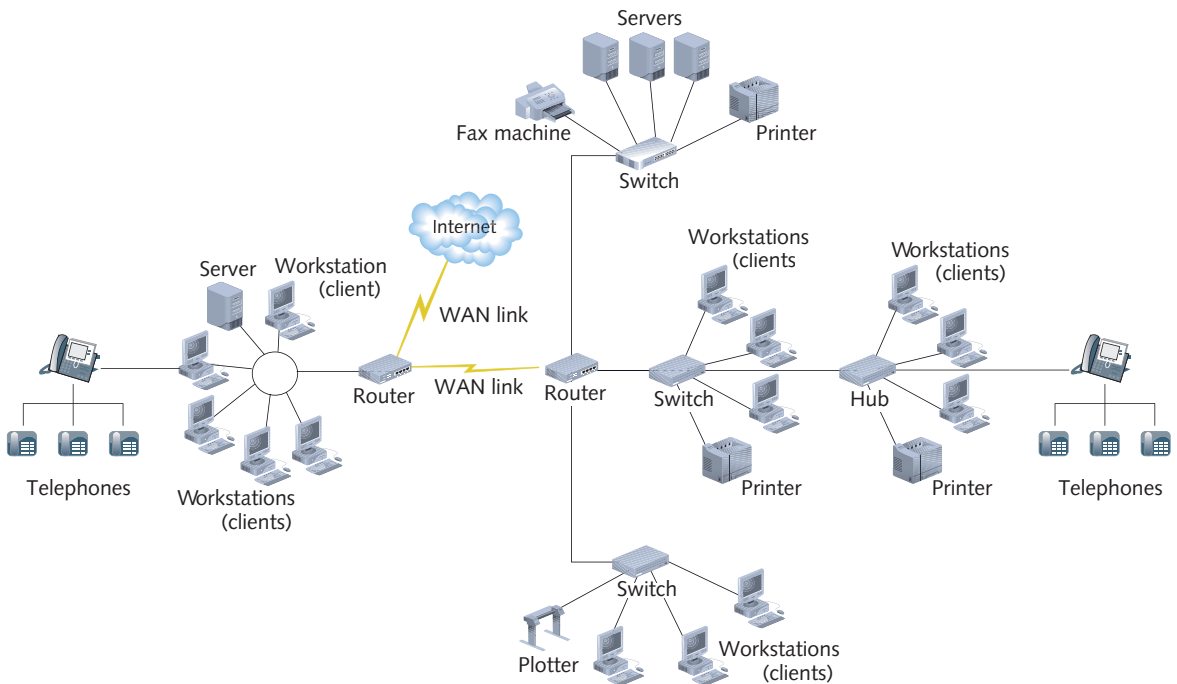 Servers
Fax machine
Printer
Switch
Internet
Workstations
(clients
Workstations
(clients)
Server
Workstation
(client)
WAN link
Router
WAN link
Router
Switch
Hub
Telephones
Workstations
(clients)
Printer
Printer
Telephones
Switch
Plotter
Workstations
(clients)